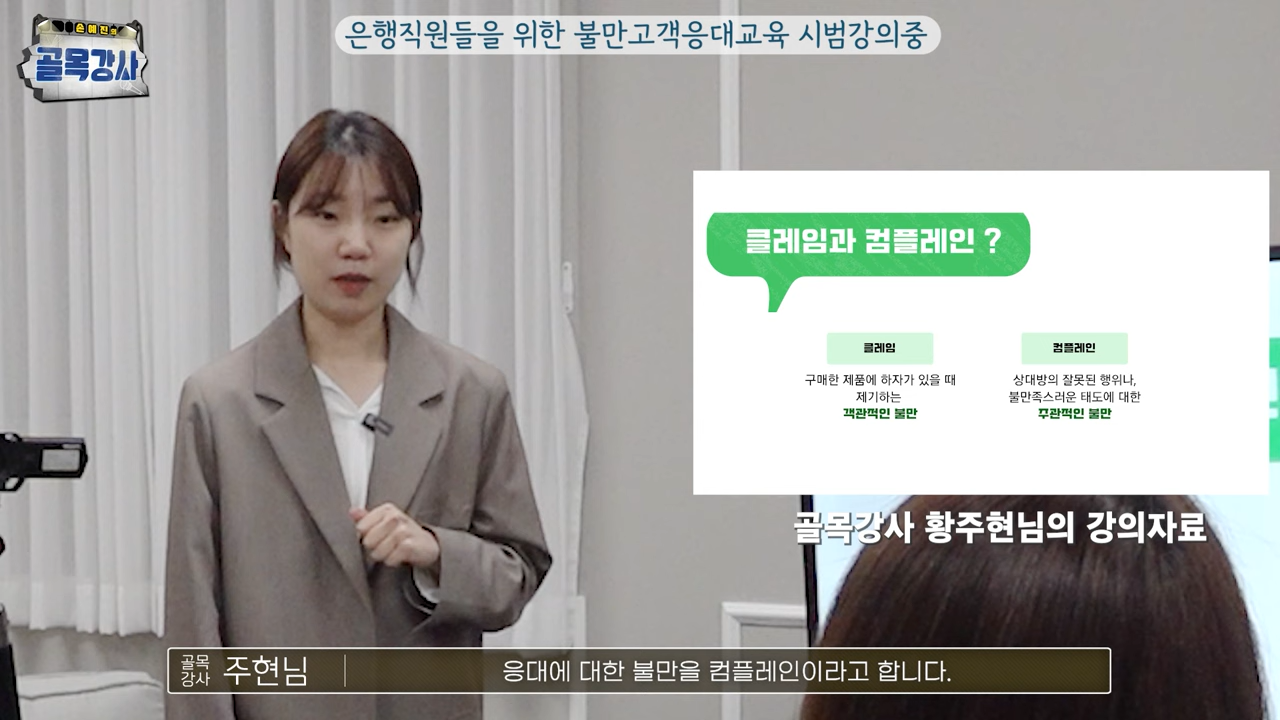 손예진의
골목강사
은행직원들을 위한 불만고객응대교육 시범강의중
클레임과 컴플레인 ?
클레임
구매한 제품에 하자가 있을 때
제기하는
객관적인 불만
컴플레인
상대방의 잘못된 행위나,
불만족스러운 태도에 대한
주관적인 불만
골목강사 황주현님의 강의자료
골목
강사
주현님
응대에 대한 불만을 컴플레인이라고 합니다.